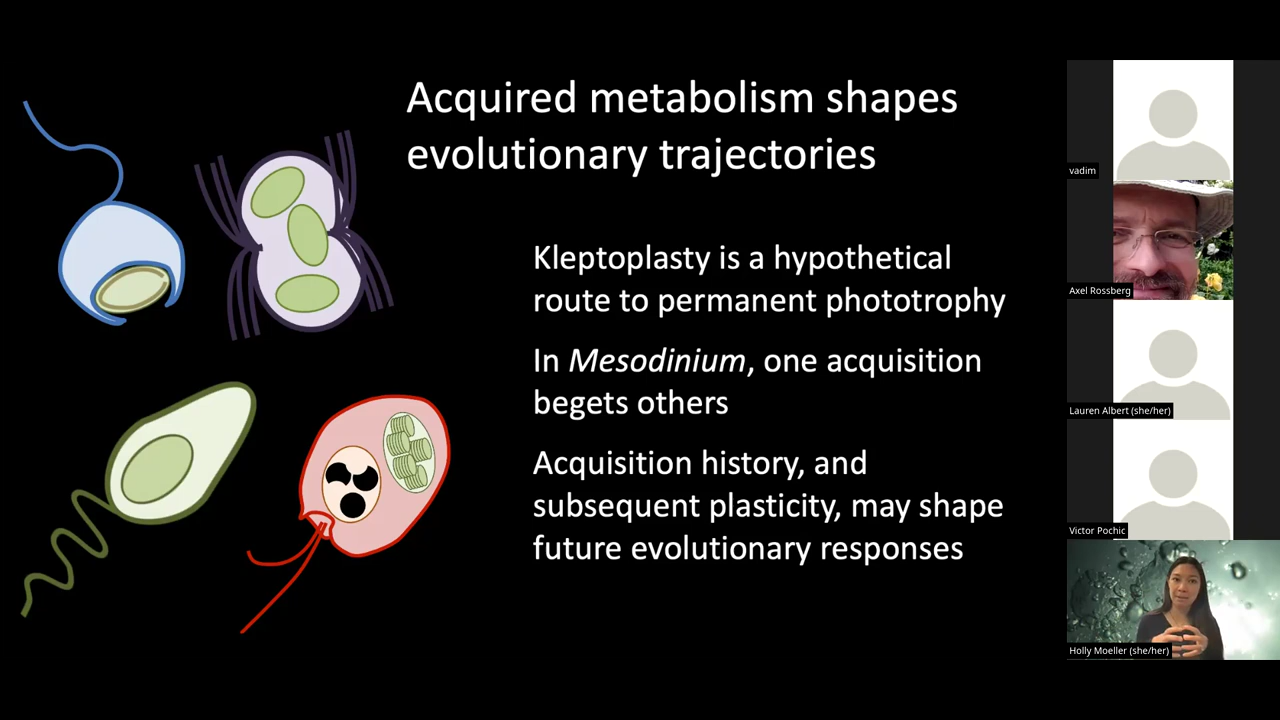 Acquired metabolism shapes
evolutionary trajectories
Kleptoplasty is a hypothetical
route to permanent phototrophy
In Mesodinium, one acquisition
begets others
Acquisition history, and
subsequent plasticity, may shape
future evolutionary responses
vadim
Axel Rossberg
Lauren Albert (she/her)
Victor Pochic
Holly Moeller (she/her)